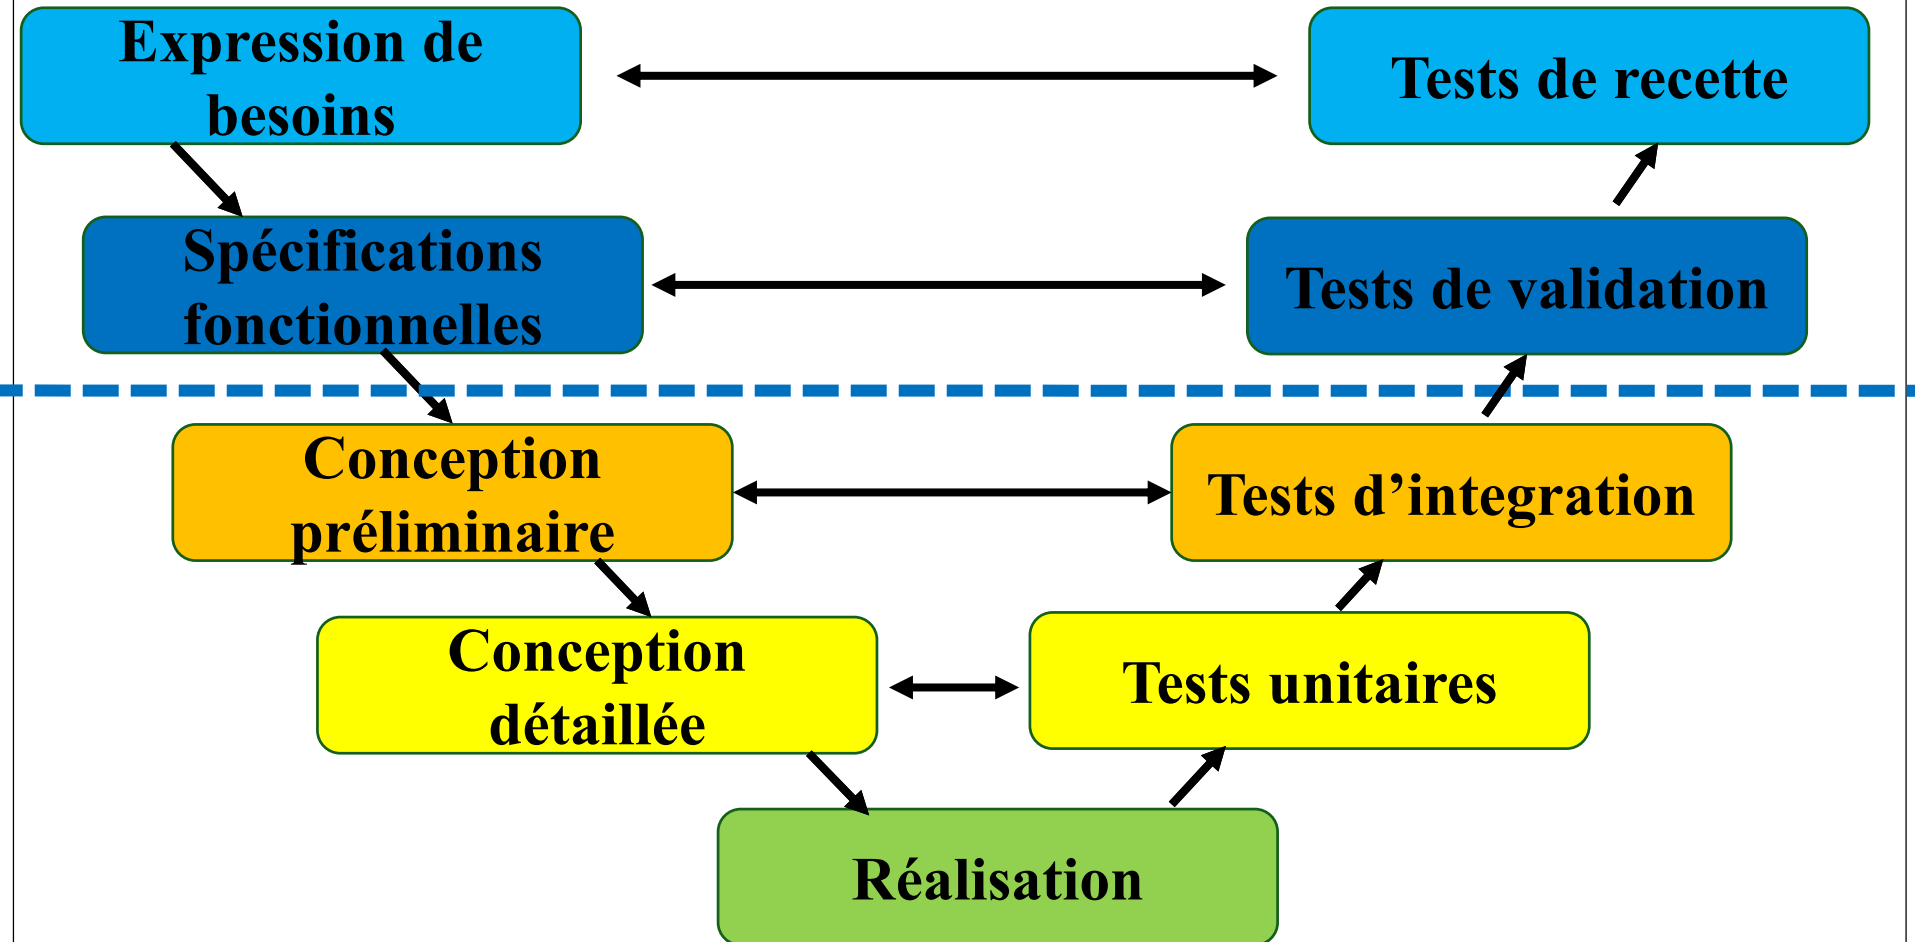 Expression de
besoins
Tests de recette
Spécifications
fonctionnelles
Tests de validation
Conception
préliminaire
Tests d’integration
Conception
détaillée
Tests unitaires
Réalisation